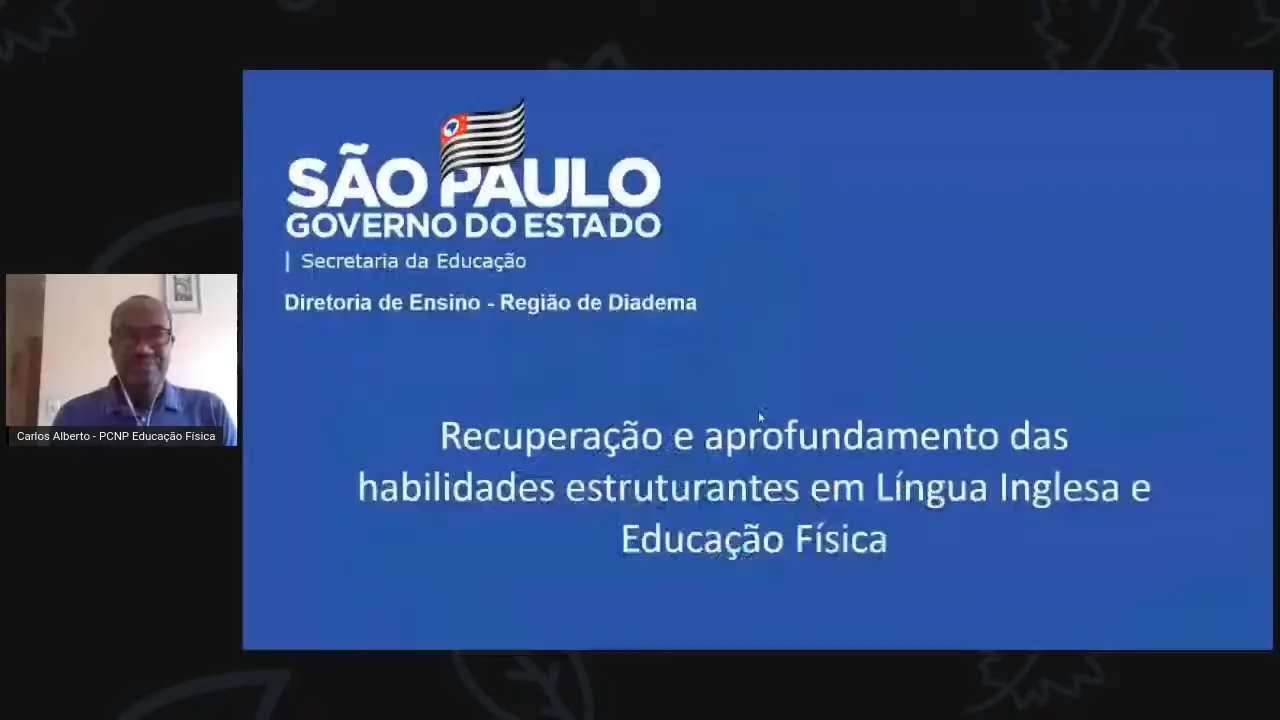 SÃO PAULO
GOVERNO DO ESTADO
| Secretaria da Educação
Diretoria de Ensino - Região de Diadema
Recuperação e aprofundamento das
habilidades estruturantes em Língua Inglesa e
Educação Física
Carlos Alberto - PCNP Educação Física